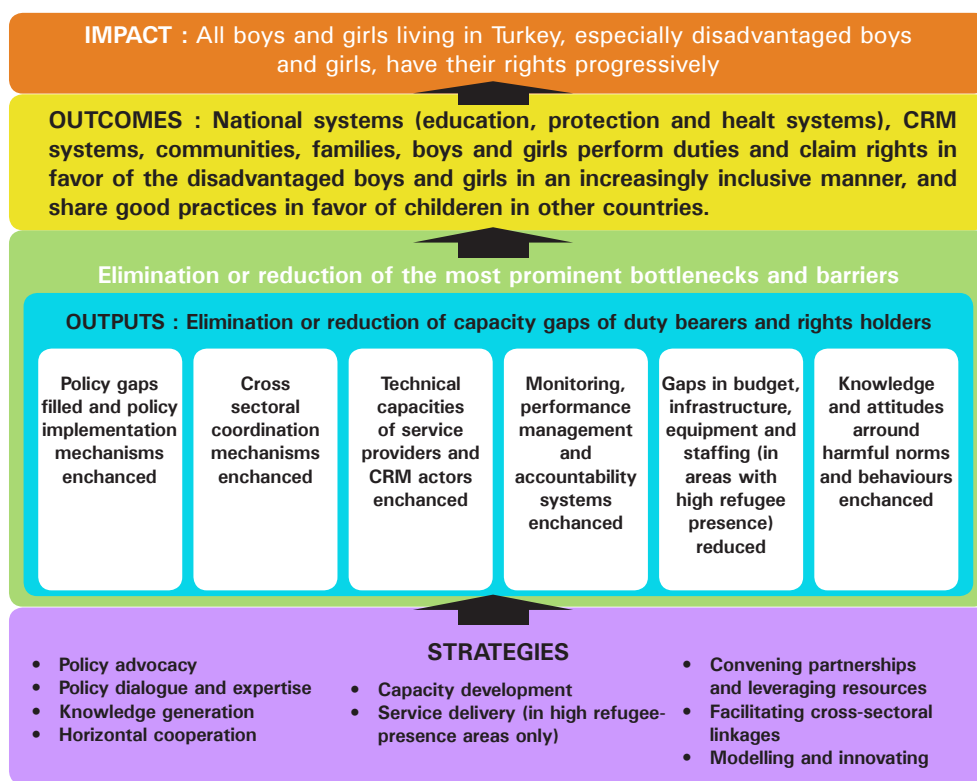 IMPACT : All boys and girls living in Turkey, especially disadvantaged boys
and girls, have their rights progressively
OUTCOMES : National systems (education, protection and healt systems), CRM
systems, communities, families, boys and girls perform duties and claim rights in
favor of the disadvantaged boys and girls in an increasingly inclusive manner, and
share good practices in favor of childeren in other countries.
Elimination or reduction of the most prominent bottlenecks and barriers
OUTPUTS : Elimination or reduction of capacity gaps of duty bearers and rights holders
Policy gaps
filled and policy
implementation
mechanisms
enchanced
Cross
sectoral
coordination
mechanisms
enchanced
Technical
capacities
of service
providers and
CRM actors
enchanced
Monitoring,
performance
management
and
accountability
systems
enchanced
Gaps in budget,
infrastructure,
equipment and
staffing (in
areas with
high refugee
presence)
reduced
Knowledge
and attitudes
arround
harmful norms
and behaviours
enchanced
STRATEGIES
• Policy advocacy
• Policy dialogue and expertise
• Knowledge generation
• Horizontal cooperation
• Capacity development
• Service delivery (in high refugee-
presence areas only)
• Convening partnerships
and leveraging resources
• Facilitating cross-sectoral
linkages
• Modelling and innovating